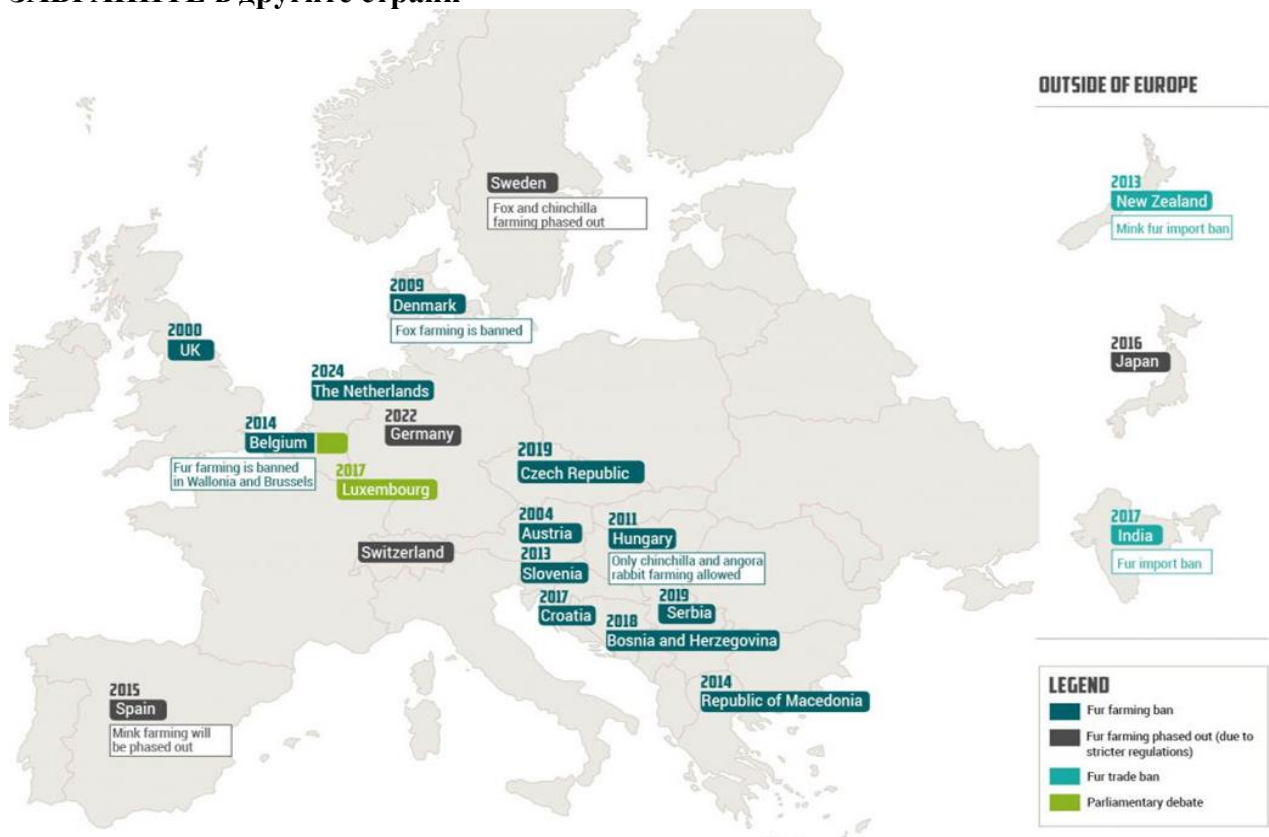 ЗАБРАНИТЕ в другите страни
OUTSIDE OF EUROPE
Sweden
Fox and chinchilla
farming phased out
2013
New Zealand
Mink fur import ban
2009
Denmark
Fox farming is banned
2000
UK
2016
Japan
2024
The Netherlands
2014
Belgium
Fur farming is banned
in Wallonia and Brussels
2022
Germany
2017
Luxembourg
2019
Czech Republic
2004
Austria
2011
Hungary
Only chinchilla and angora
rabbit farming allowed
2017
India
Fur import ban
Switzerland
2013
Slovenia
2017
Croatia
2019
Serbia
2018
Bosnia and Herzegovina
2014
Republic of Macedonia
2015
Spain
Mink farming will
be phased out
LEGEND
Fur farming ban
Fur farming phased out (due to
stricter regulations)
Fur trade ban
Parliamentary debate